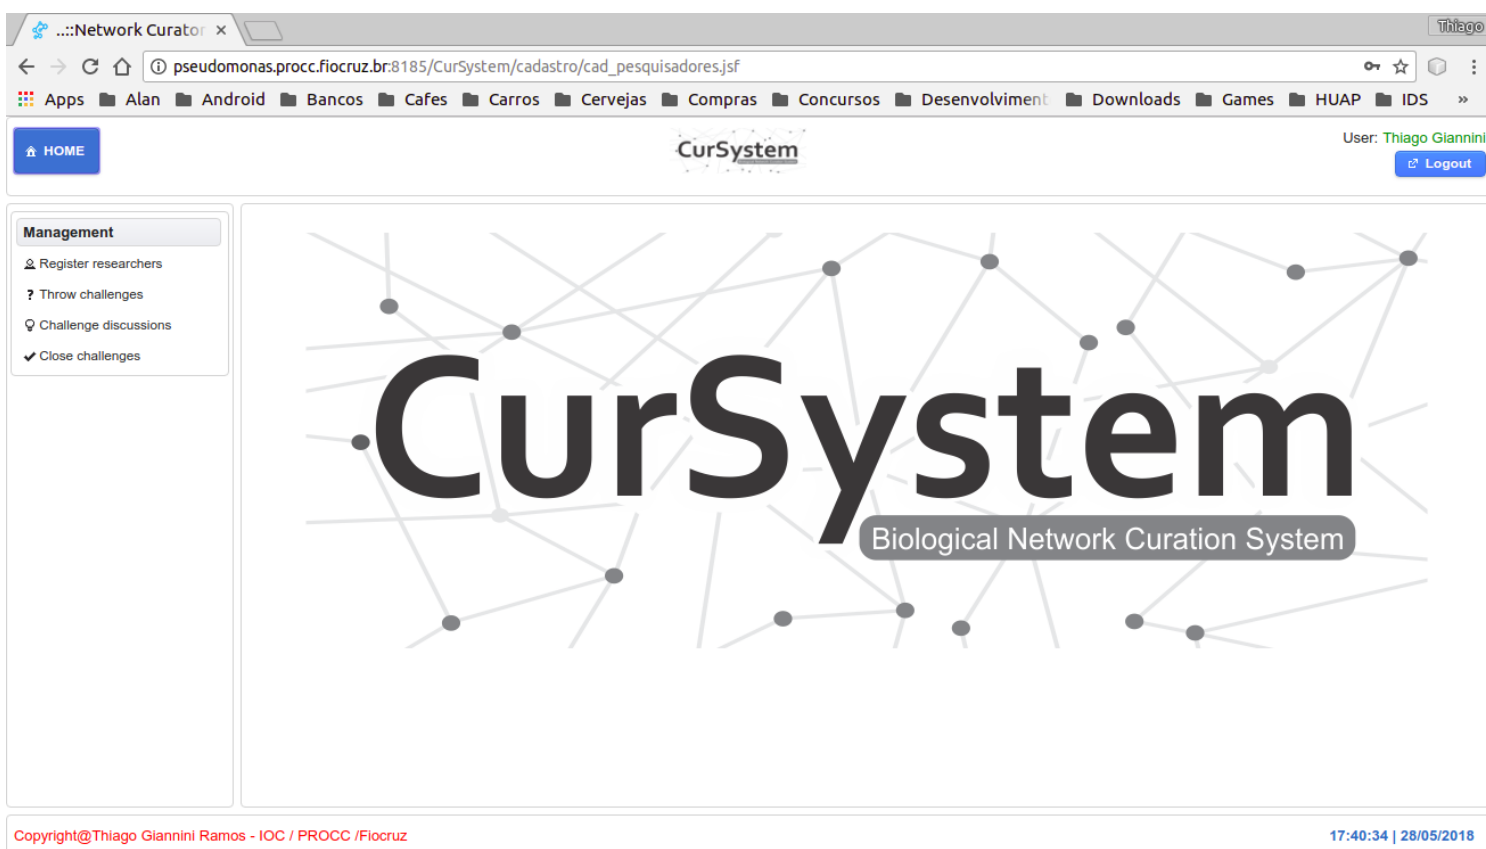 ..::Network Curator
Thiago
pseudomonas.procc.fiocruz.br:8185/CurSystem/cadastro/cad_pesquisadores.jsf
Apps Alan Android Bancos Cafes Carros Cervejas Compras Concursos Desenvolviment Downloads Games HUAP IDS »
HOME
CurSystem
User: Thiago Giannini
Logout
Management
Register researchers
? Throw challenges
Challenge discussions
Close challenges
CurSystem
Biological Network Curation System
Copyright@Thiago Giannini Ramos - IOC / PROCC /Fiocruz
17:40:34 | 28/05/2018